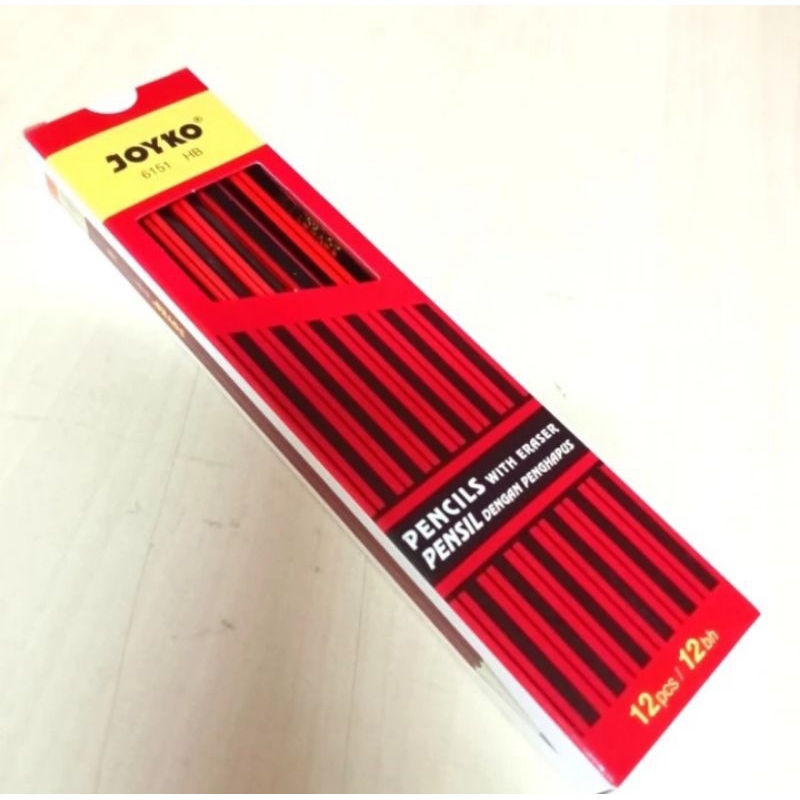 JOYKO®
6151 HB
PENCILS WITH ERASER
PENSIL DENGAN PENGHAPUS
12pcs / 12bh